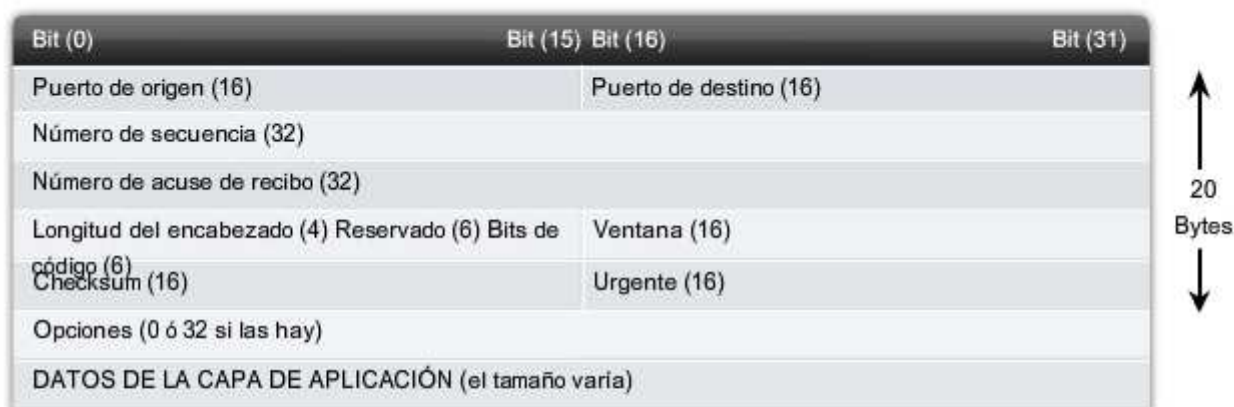 Bit (0) Bit (15) Bit (16) Bit (31)
Puerto de origen (16) Puerto de destino (16)
Número de secuencia (32)
Número de acuse de recibo (32)
20
Bytes
Longitud del encabezado (4) Reservado (6) Bits de
código (6)
Ventana (16)
Checksum (16) Urgente (16)
Opciones (0 ó 32 si las hay)
DATOS DE LA CAPA DE APLICACIÓN (el tamaño varía)